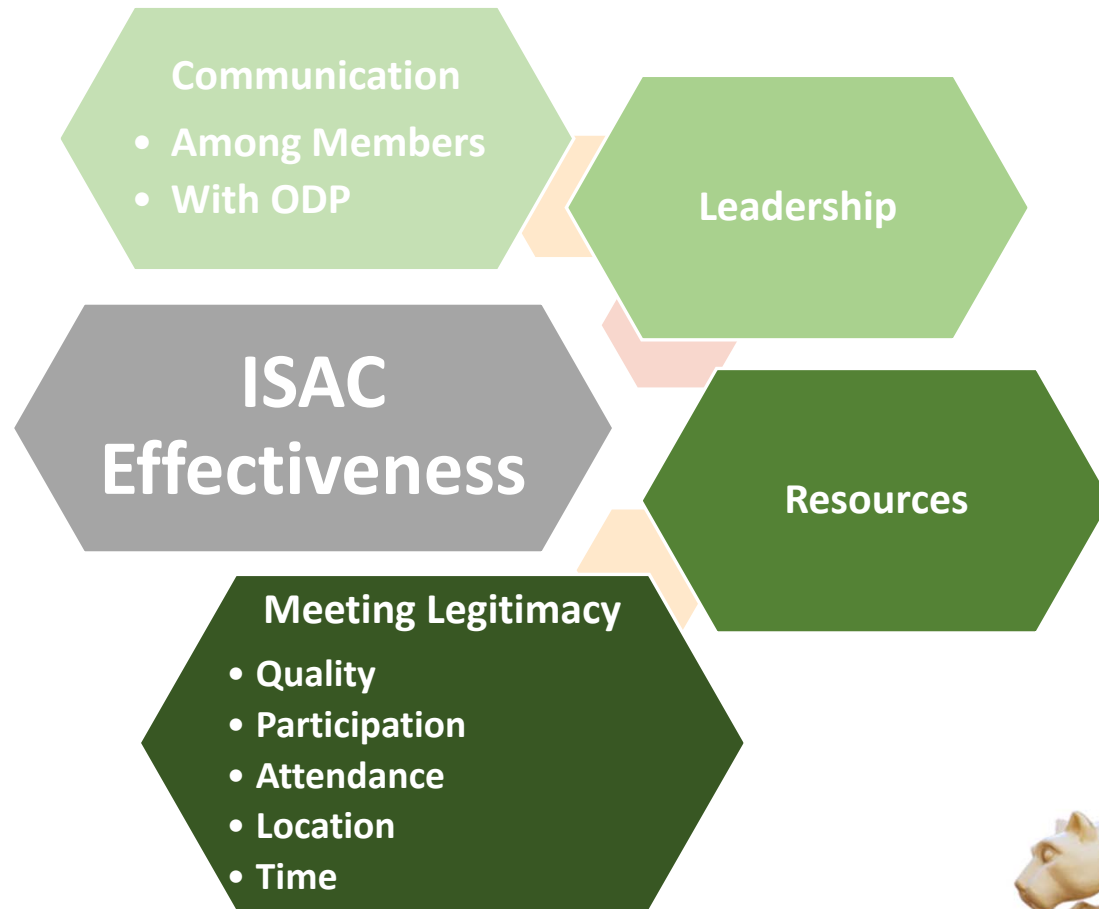 Communication
• Among Members
• With ODP
Leadership
ISAC
Effectiveness
Resources
Meeting Legitimacy
• Quality
• Participation
• Attendance
• Location
• Time